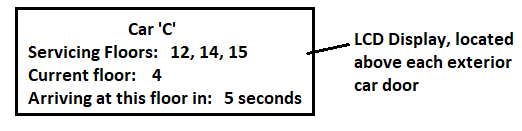 Car 'C'
Servicing Floors: 12, 14, 15
Current floor: 4
Arriving at this floor in: 5 seconds
LCD Display, located
above each exterior
car door